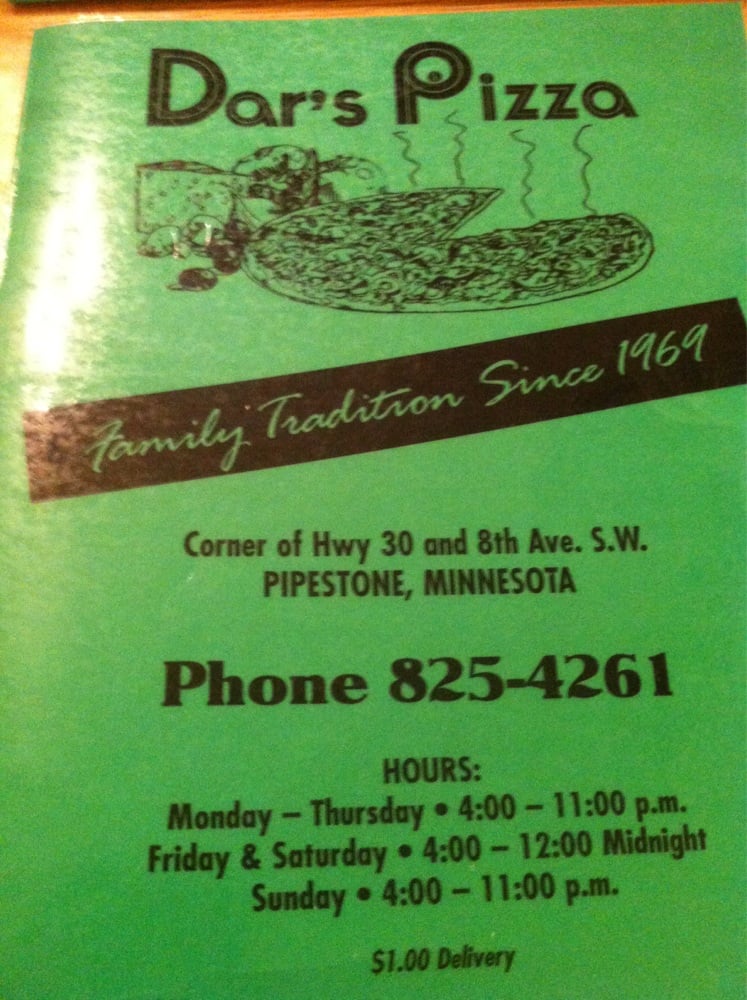 Dar's Pizza
Family Tradition Since 1969
Corner of Hwy 30 and 8th Ave. S.W.
PIPESTONE, MINNESOTA
Phone 825-4261
HOURS:
Monday – Thursday • 4:00 – 11:00 p.m.
Friday & Saturday • 4:00 – 12:00 Midnight
Sunday • 4:00 – 11:00 p.m.
$1.00 Delivery